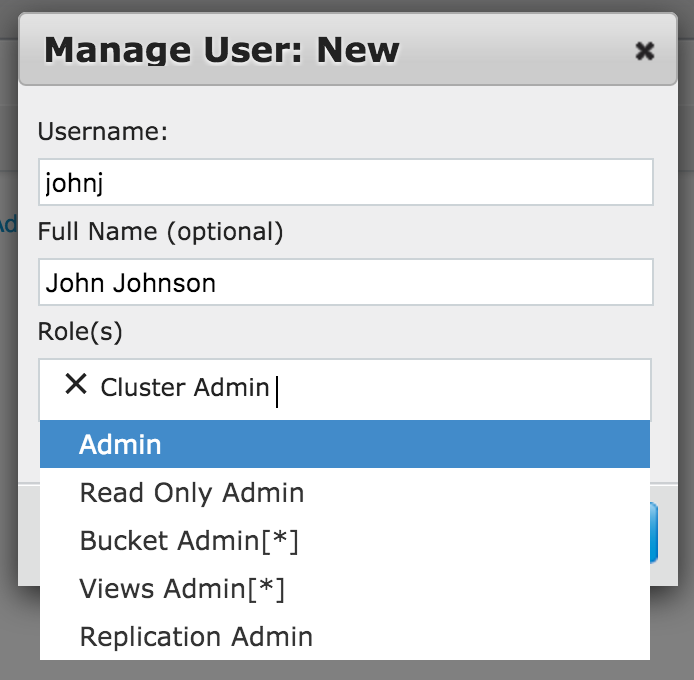 Manage User: New
Username:
johnj
Full Name (optional)
John Johnson
Role(s)
Cluster Admin
Admin
Read Only Admin
Bucket Admin[*]
Views Admin[*]
Replication Admin